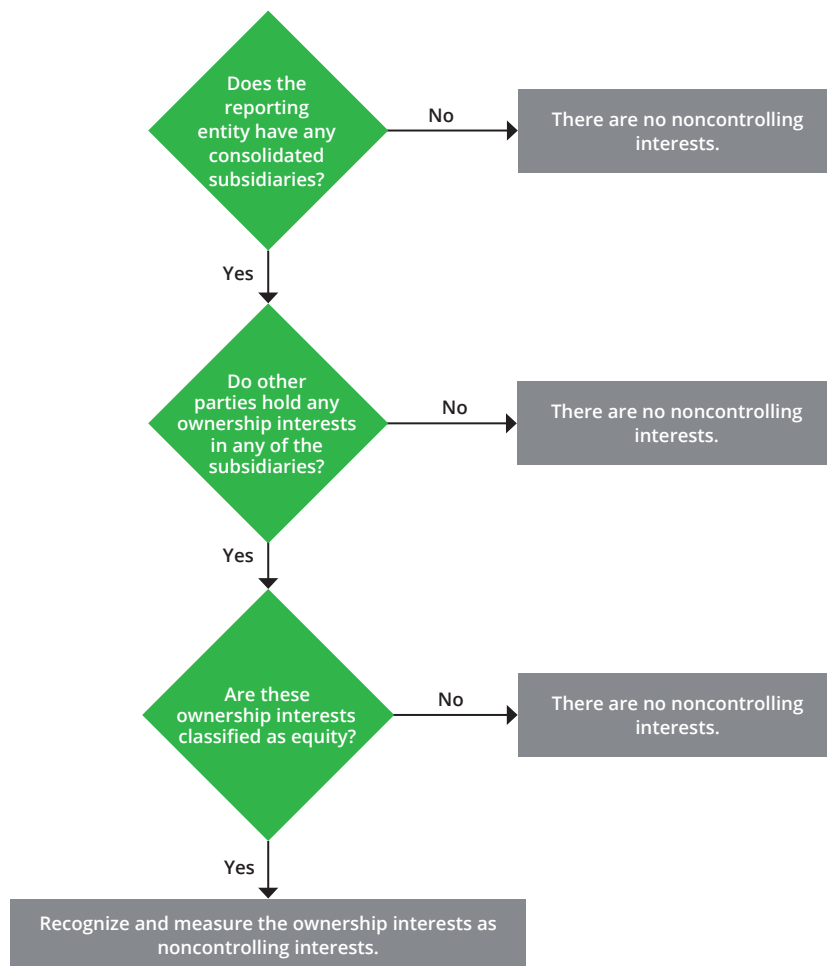 Does the
reporting
entity have any
consolidated
subsidiaries?
No
There are no noncontrolling
interests.
Yes
Do other
parties hold any
ownership interests
in any of the
subsidiaries?
No
There are no noncontrolling
interests.
Yes
Are these
ownership interests
classified as equity?
No
There are no noncontrolling
interests.
Yes
Recognize and measure the ownership interests as
noncontrolling interests.